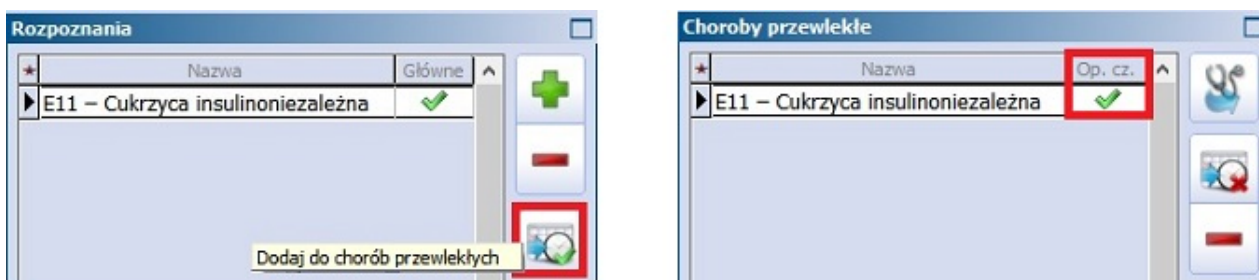 Rozpoznania
Nazwa Główne
E11 – Cukrzyca insulinoniezależna
Dodaj do chorób przewlekłych
Choroby przewlekłe
Nazwa Op. cz.
E11 – Cukrzyca insulinoniezależna